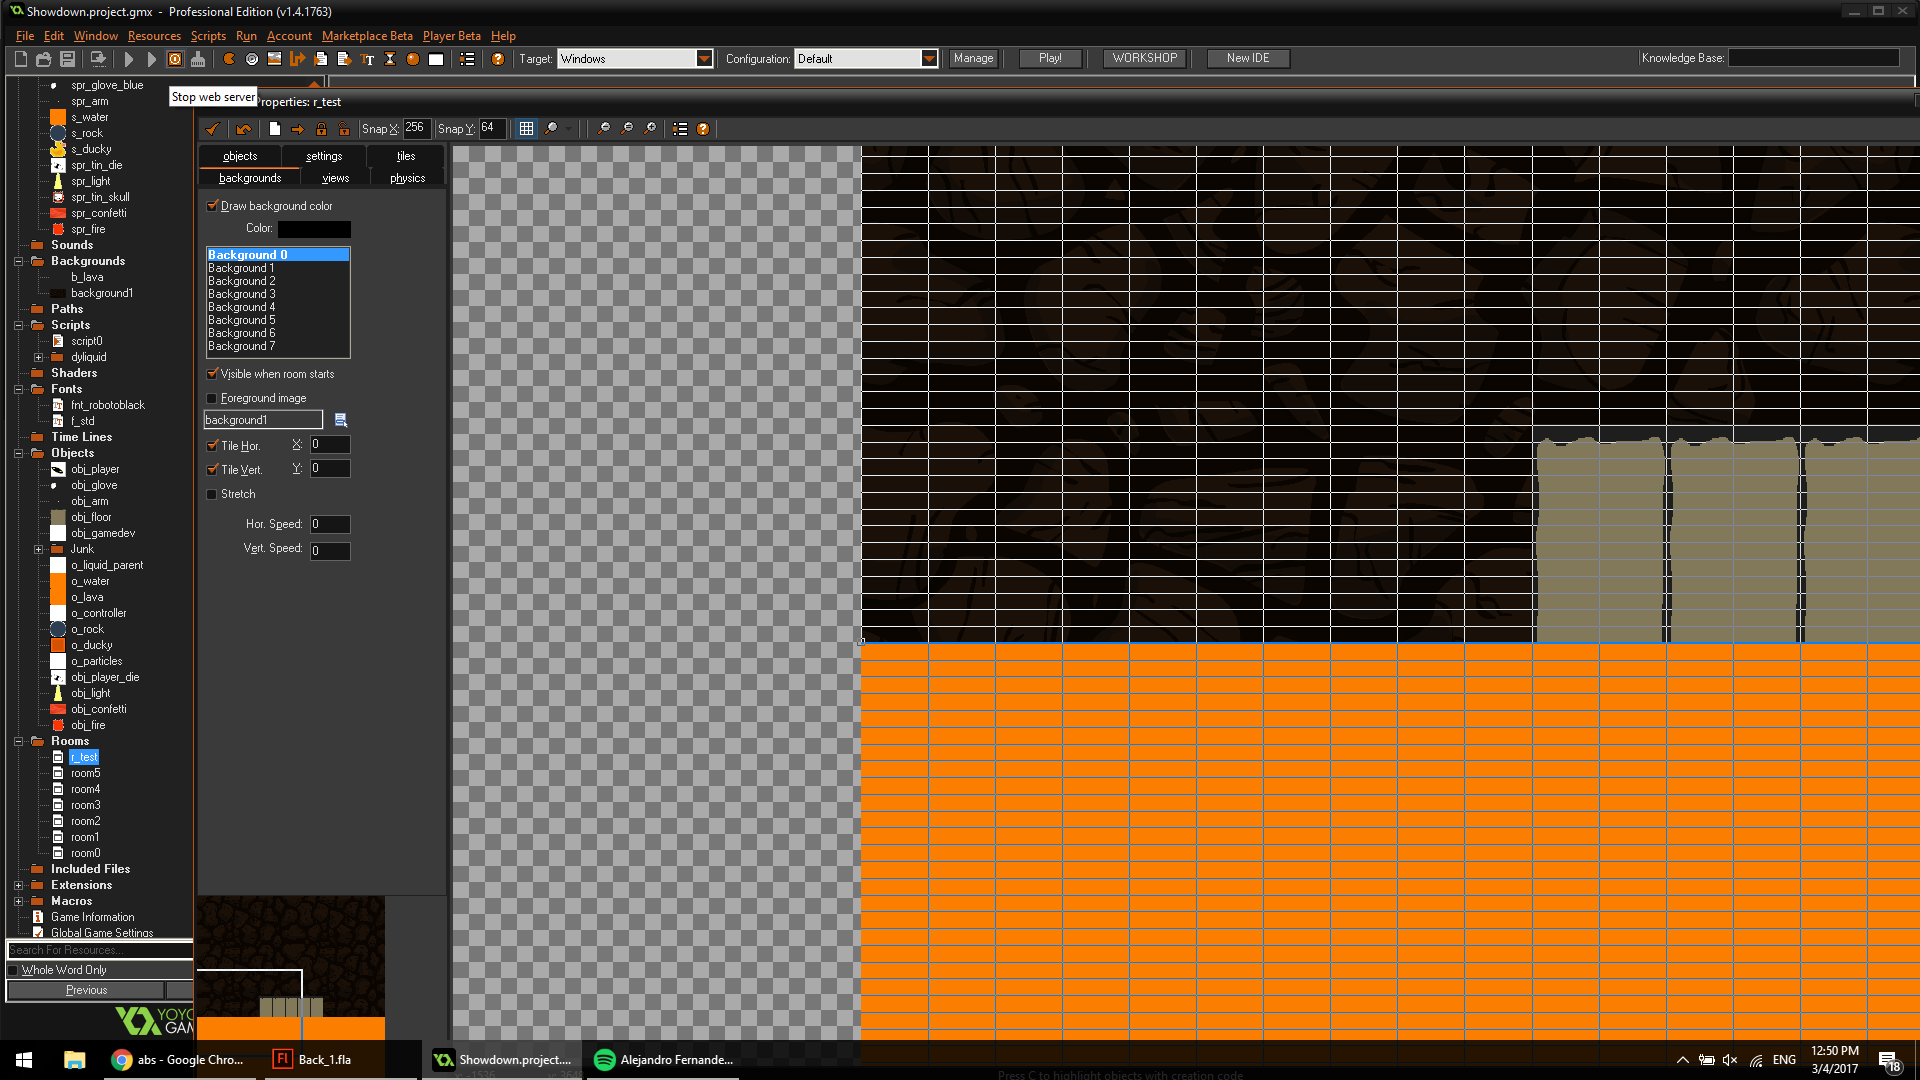 Showdown.project.gmx - Professional Edition (v1.4.1763)
File Edit Window Resources Scripts Run Account Marketplace Beta Player Beta Help
Target: Windows Configuration: Default Manage Play! WORKSHOP New IDE Knowledge Base:
Stop web server
Properties: r_test
Snap X: 256 Snap Y: 64
spr_glove_blue
spr_arm
s_water
s_rock
s_ducky
spr_tin_die
spr_light
spr_tin_skull
spr_confetti
spr_fire
Sounds
Backgrounds
b_lava
background1
Paths
Scripts
script0
dyliquid
Shaders
Fonts
fnt_robotoblack
f_std
Time Lines
Objects
obj_player
obj_glove
obj_arm
obj_floor
obj_gamedev
Junk
o_liquid_parent
o_water
o_lava
o_controller
o_rock
o_ducky
o_particles
obj_player_die
obj_light
obj_confetti
obj_fire
Rooms
r_test
room5
room4
room3
room2
room1
room0
Included Files
Extensions
Macros
Game Information
Global Game Settings
Search For Resources...
Whole Word Only
Previous
objects settings tiles
backgrounds views physics
Draw background color
Color:
Background 0
Background 1
Background 2
Background 3
Background 4
Background 5
Background 6
Background 7
Visible when room starts
Foreground image
background1
Tile Hor. X: 0
Tile Vert. Y: 0
Stretch
Hor. Speed: 0
Vert. Speed: 0
YOYO
GAM
abs - Google Chro... Back_1.fla Showdown.project.... Alejandro Fernande...
ENG 12:50 PM
3/4/2017
18
Press C to highlight objects with creation code